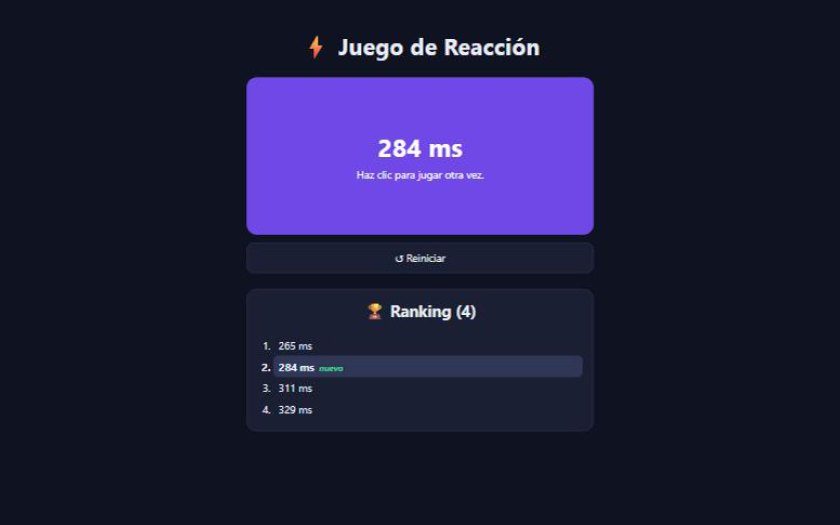 ⚡ Juego de Reacción
284 ms
Haz clic para jugar otra vez.
↺ Reiniciar
🏆 Ranking (4)
1. 265 ms
2. 284 ms nuevo
3. 311 ms
4. 329 ms